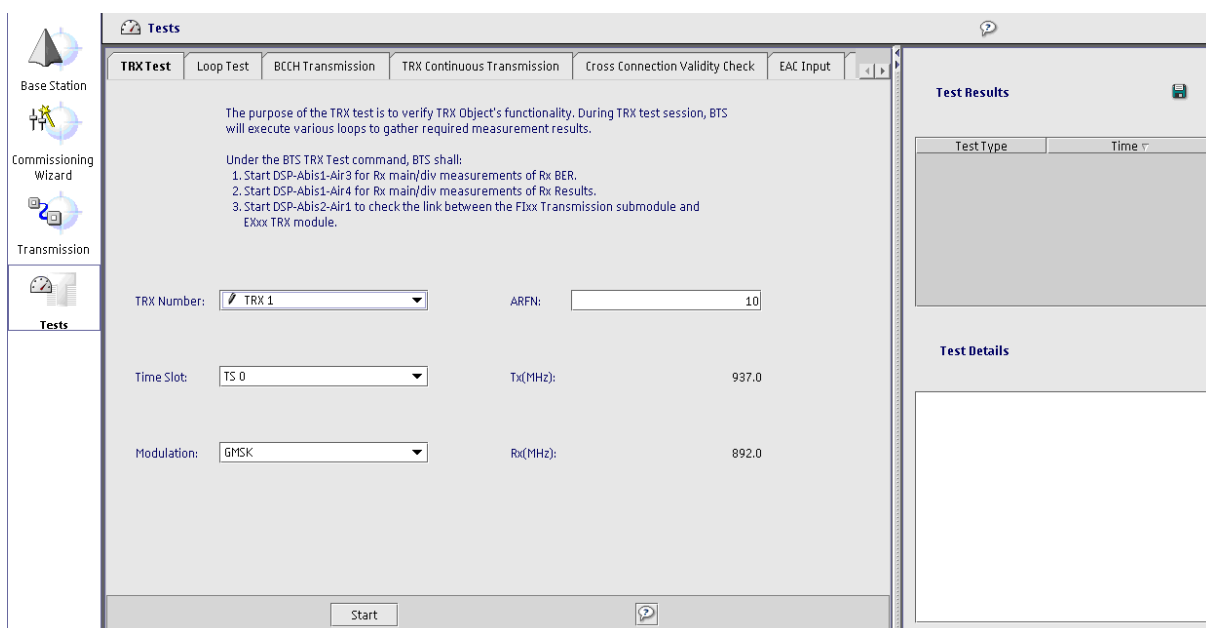 Base Station
Commissioning
Wizard
Transmission
Tests
Tests
TRX Test
Loop Test
BCCH Transmission
TRX Continuous Transmission
Cross Connection Validity Check
EAC Input
The purpose of the TRX test is to verify TRX Object's functionality. During TRX test session, BTS
will execute various loops to gather required measurement results.
Under the BTS TRX Test command, BTS shall:
1. Start DSP-Abis1-Air3 for Rx main/div measurements of Rx BER.
2. Start DSP-Abis1-Air4 for Rx main/div measurements of Rx Results.
3. Start DSP-Abis2-Air1 to check the link between the FIxx Transmission submodule and
EXxx TRX module.
TRX Number: TRX 1 ARFN: 10
Time Slot: TS 0 Tx(MHz): 937.0
Modulation: GMSK Rx(MHz): 892.0
Start
Test Results
Test Type Time
Test Details